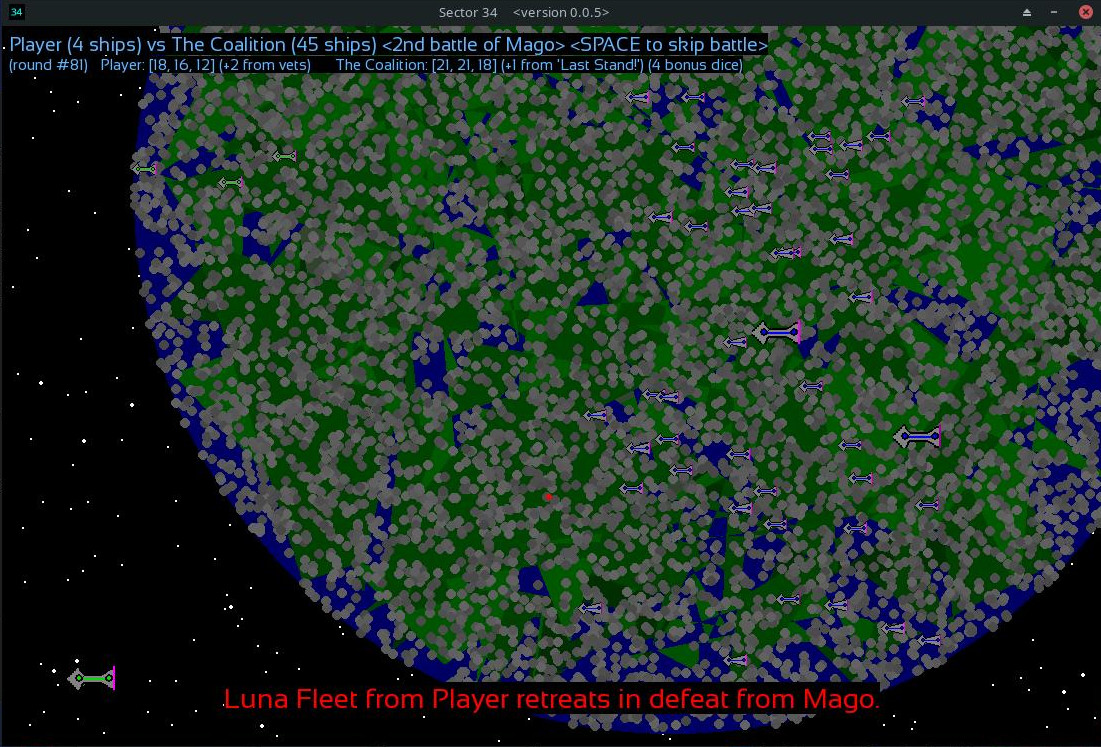 34
Sector 34 <version 0.0.5>
Player (4 ships) vs The Coalition (45 ships) <2nd battle of Mago> <SPACE to skip battle>
(round #81) Player: [18, 16, 12] (+2 from vets) The Coalition: [21, 21, 18] (+1 from 'Last Stand!') (4 bonus dice)
Luna Fleet from Player retreats in defeat from Mago.